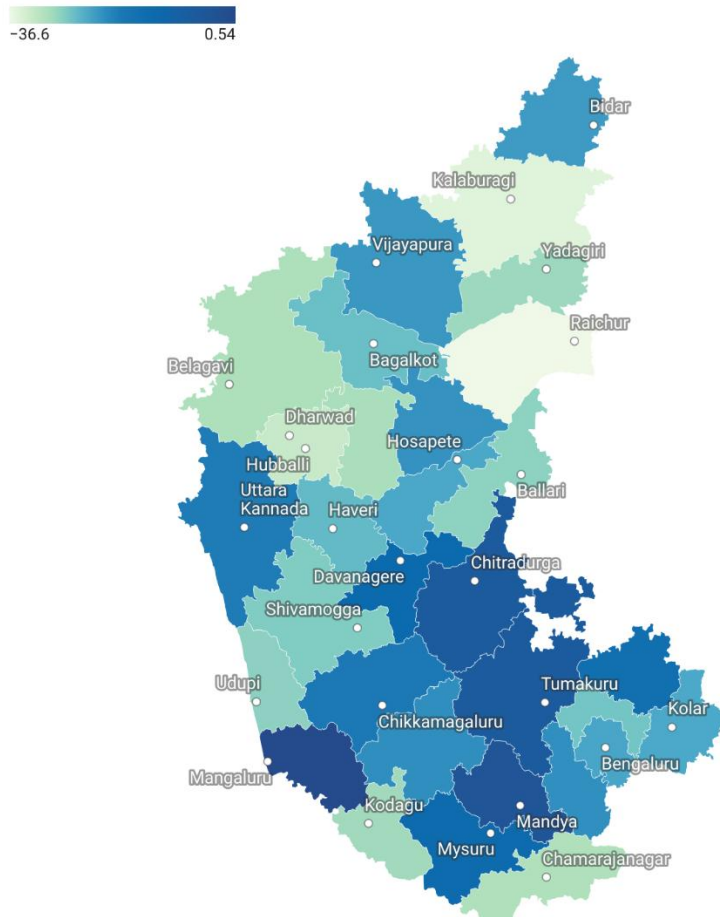 −36.6 0.54
Bidar
Kalaburagi
Vijayapura
Yadagiri
Raichur
Bagalkot
Belagavi
Dharwad
Hosapete
Hubballi
Ballari
Uttara
Kannada
Haveri
Chitradurga
Davanagere
Shivamogga
Udupi
Tumakuru
Kolar
Chikkamagaluru
Bengaluru
Mangaluru
Kodagu
Mandya
Mysuru
Chamarajanagar